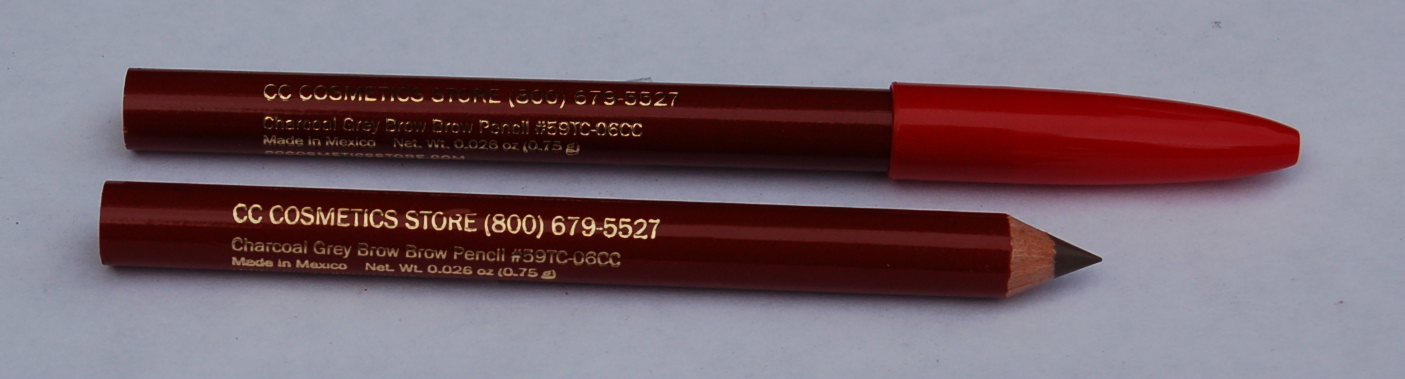 CC COSMETICS STORE (800) 679-5527
Charcoal Grey Brow Brow Pencil #59TC-06CC
Made in Mexico Net. Wt. 0.026 oz (0.75 g)
CCCOSMETICSSTORE.COM
CC COSMETICS STORE (800) 679-5527
Charcoal Grey Brow Brow Pencil #59TC-06CC
Made in Mexico Net. Wt. 0.026 oz (0.75 g)